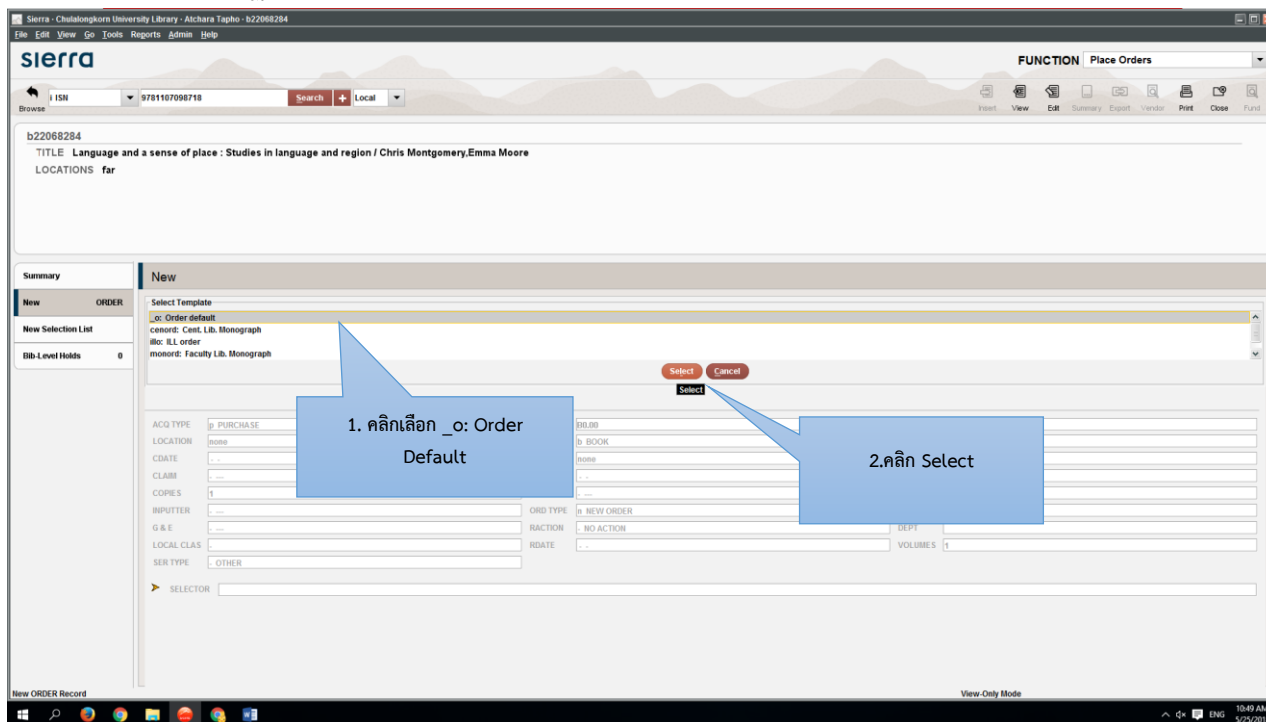 Sierra · Chulalongkorn University Library · Atchara Tapho · b22068284
File Edit View Go Tools Reports Admin Help
sierra
FUNCTION Place Orders
Browse
i ISN 9781107098718 Search + Local
Insert View Edit Summary Export Vendor Print Close Fund
b22068284
TITLE Language and a sense of place : Studies in language and region / Chris Montgomery,Emma Moore
LOCATIONS far
Summary
New ORDER
New Selection List
Bib-Level Holds 0
New
Select Template
_o: Order default
cenord: Cent. Lib. Monograph
illo: ILL order
monord: Faculty Lib. Monograph
Select Cancel
Select
1. คลิกเลือก _o: Order
Default
2.คลิก Select
ACQ TYPE p PURCHASE
LOCATION none b BOOK
CDATE - - none
CLAIM - --- - -
COPIES 1 - ---
INPUTTER - --- ORD TYPE n NEW ORDER
G & E - --- RACTION - NO ACTION DEPT
LOCAL CLAS - RDATE - - VOLUMES 1
SER TYPE - OTHER
SELECTOR
New ORDER Record
View-Only Mode
ENG
10:49 AM